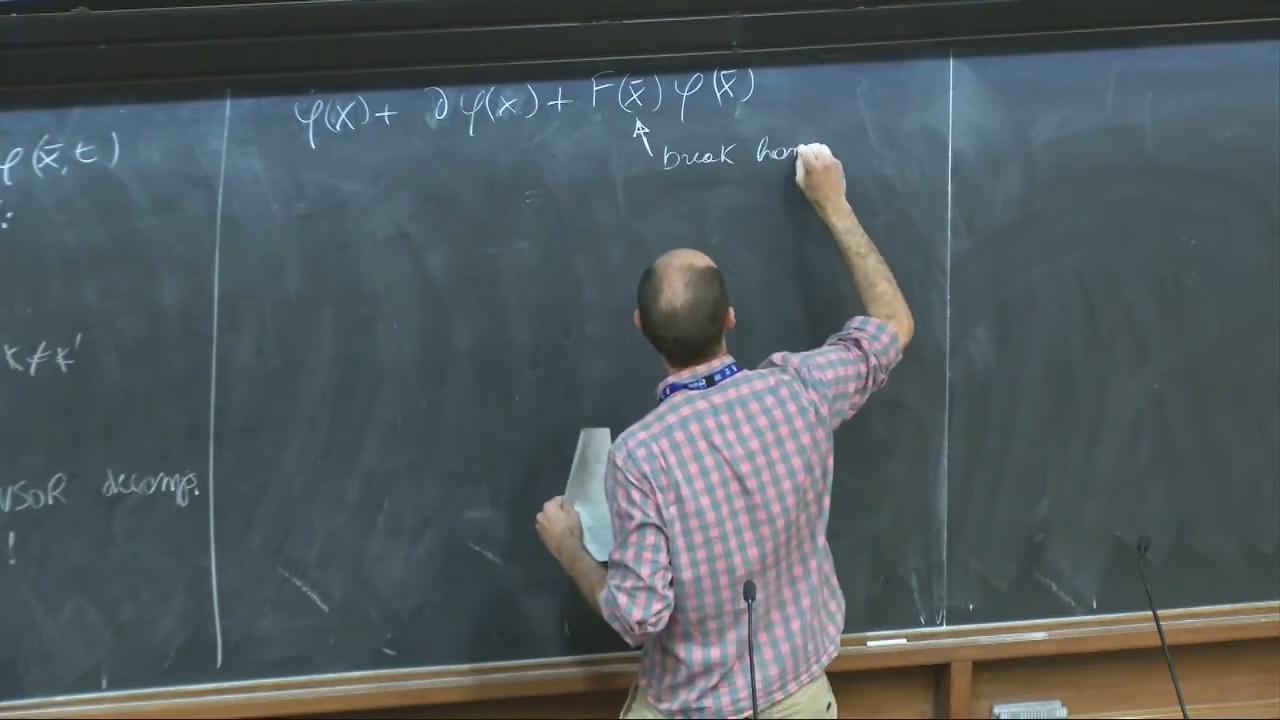 φ(x̄,t)
:
k≠k'
NSOR decomp.
!
φ(x)+ ∂φ(x)+ F(x̄)φ(x̄)
break hom